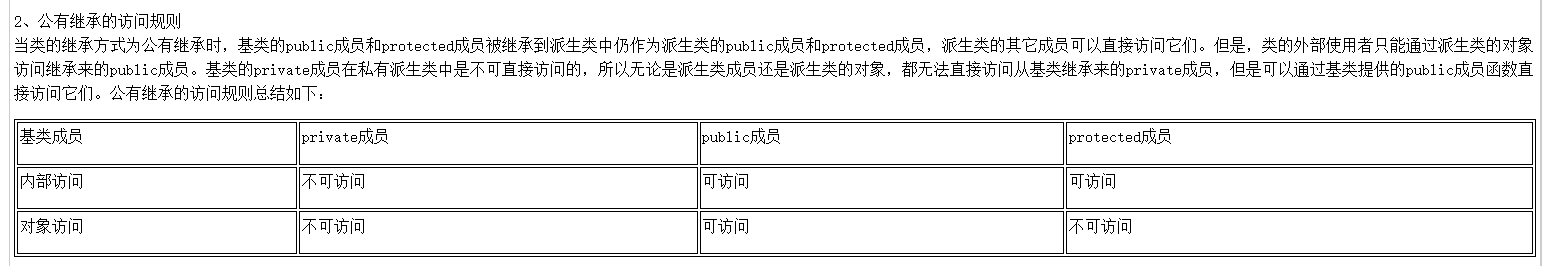 2、公有继承的访问规则
当类的继承方式为公有继承时，基类的public成员和protected成员被继承到派生类中仍作为派生类的public成员和protected成员，派生类的其它成员可以直接访问它们。但是，类的外部使用者只能通过派生类的对象
访问继承来的public成员。基类的private成员在私有派生类中是不可直接访问的，所以无论是派生类成员还是派生类的对象，都无法直接访问从基类继承来的private成员，但是可以通过基类提供的public成员函数直
接访问它们。公有继承的访问规则总结如下：
基类成员 private成员 public成员 protected成员
内部访问 不可访问 可访问 可访问
对象访问 不可访问 可访问 不可访问